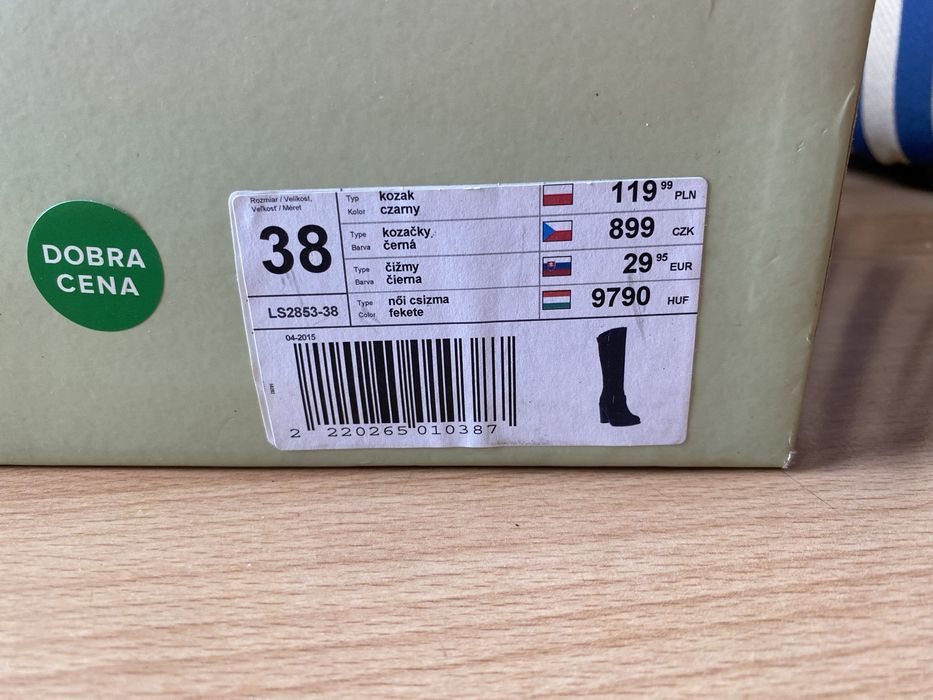 DOBRA
CENA
Rozmiar / Velikost,
Veľkosť / Méret
38
LS2853-38
Typ kozak
Kolor czarny
119 99 PLN
Type kozačky
Barva černá
899 CZK
Type čižmy
Barva čierna
29 95 EUR
Type női csizma
Color fekete
9790 HUF
04-2015
2 220265 010387